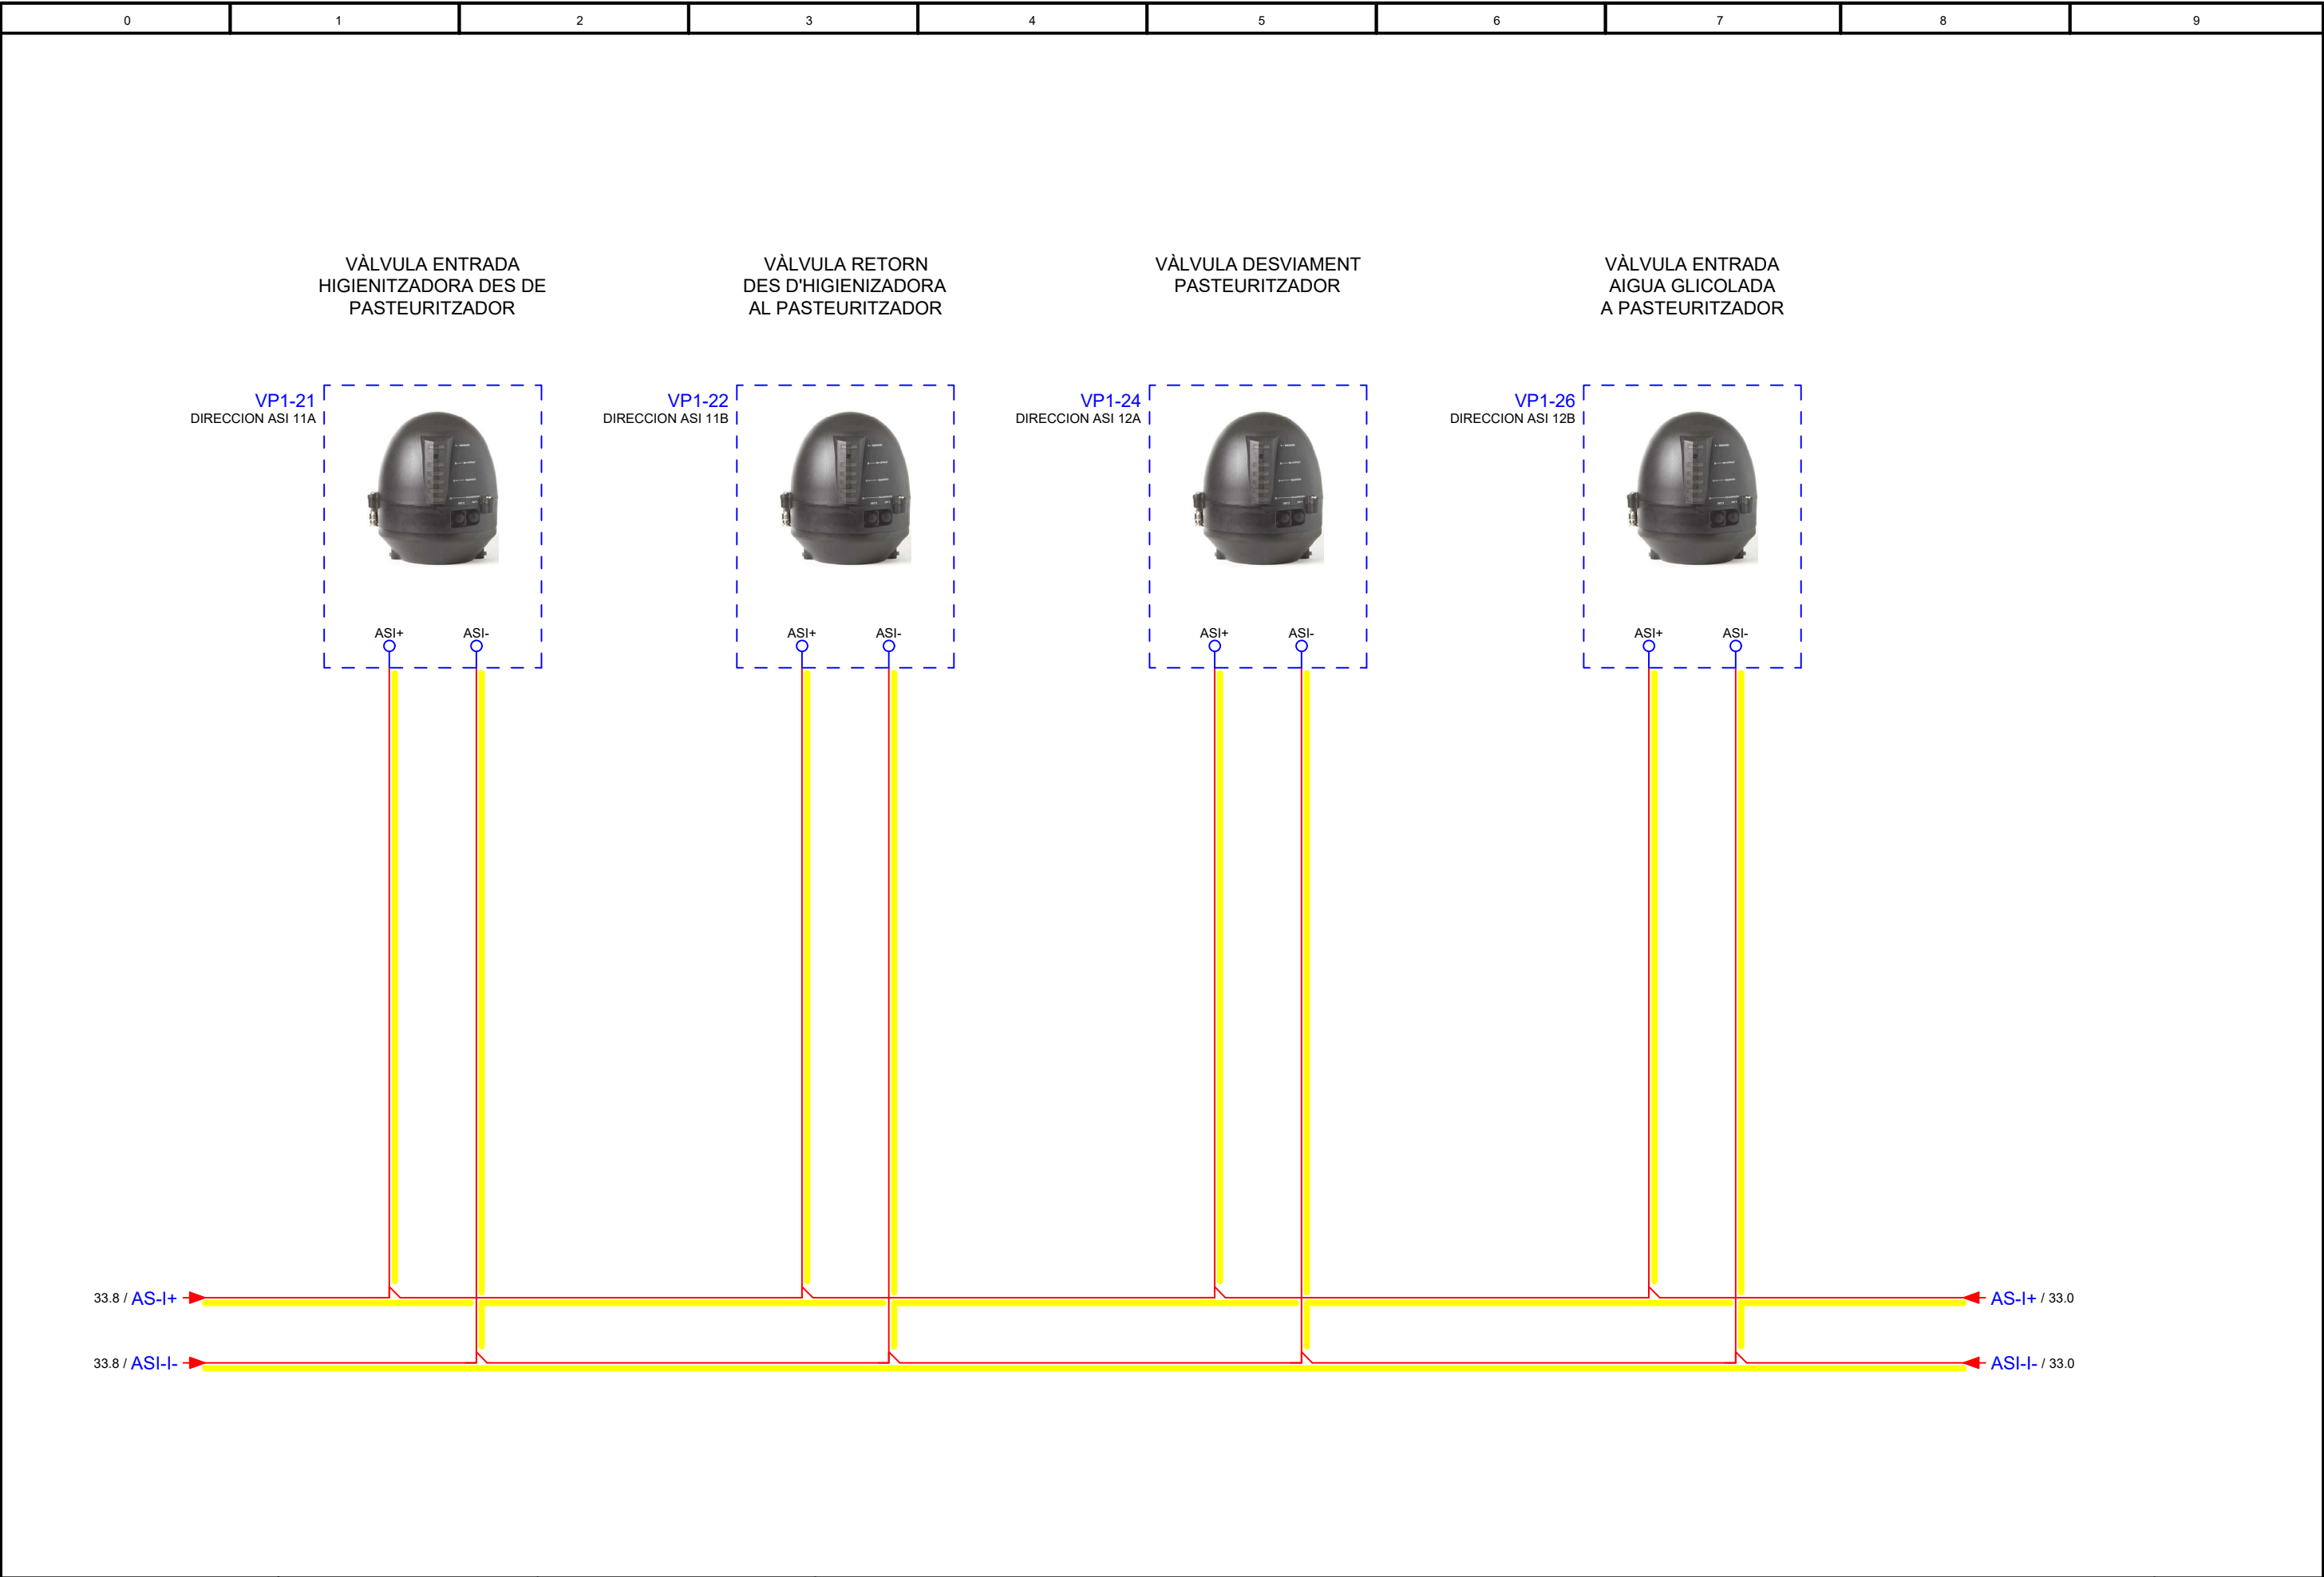 0 1 2 3 4 5 6 7 8 9
VÀLVULA ENTRADA
HIGIENITZADORA DES DE
PASTEURITZADOR
VÀLVULA RETORN
DES D'HIGIENIZADORA
AL PASTEURITZADOR
VÀLVULA DESVIAMENT
PASTEURITZADOR
VÀLVULA ENTRADA
AIGUA GLICOLADA
A PASTEURITZADOR
VP1-21
DIRECCION ASI 11A
VP1-22
DIRECCION ASI 11B
VP1-24
DIRECCION ASI 12A
VP1-26
DIRECCION ASI 12B
ASI+ ASI-
ASI+ ASI-
ASI+ ASI-
ASI+ ASI-
33.8 / AS-I+
AS-I+ / 33.0
33.8 / ASI-I-
ASI-I- / 33.0